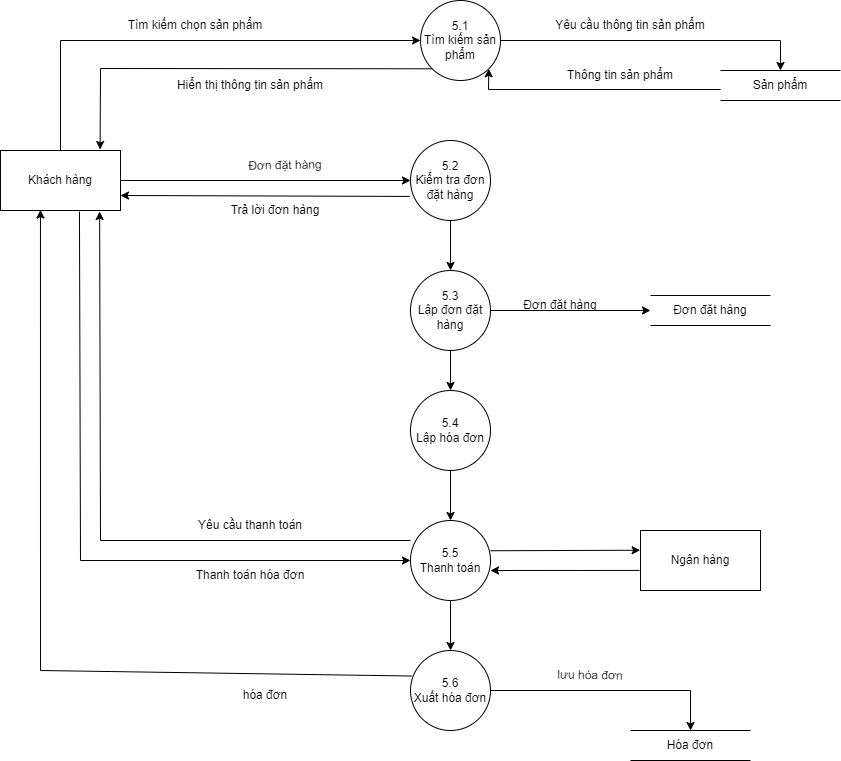 Tìm kiếm chọn sản phẩm
5.1
Tìm kiếm sản
phẩm
Yêu cầu thông tin sản phẩm
Hiển thị thông tin sản phẩm
Thông tin sản phẩm
Sản phẩm
Khách hàng
Đơn đặt hàng
5.2
Kiểm tra đơn
đặt hàng
Trả lời đơn hàng
5.3
Lập đơn đặt
hàng
Đơn đăt hàng
Đơn đặt hàng
5.4
Lập hóa đơn
Yêu cầu thanh toán
5.5
Thanh toán
Ngân hàng
Thanh toán hóa đơn
5.6
Xuất hóa đơn
lưu hóa đơn
hóa đơn
Hóa đơn